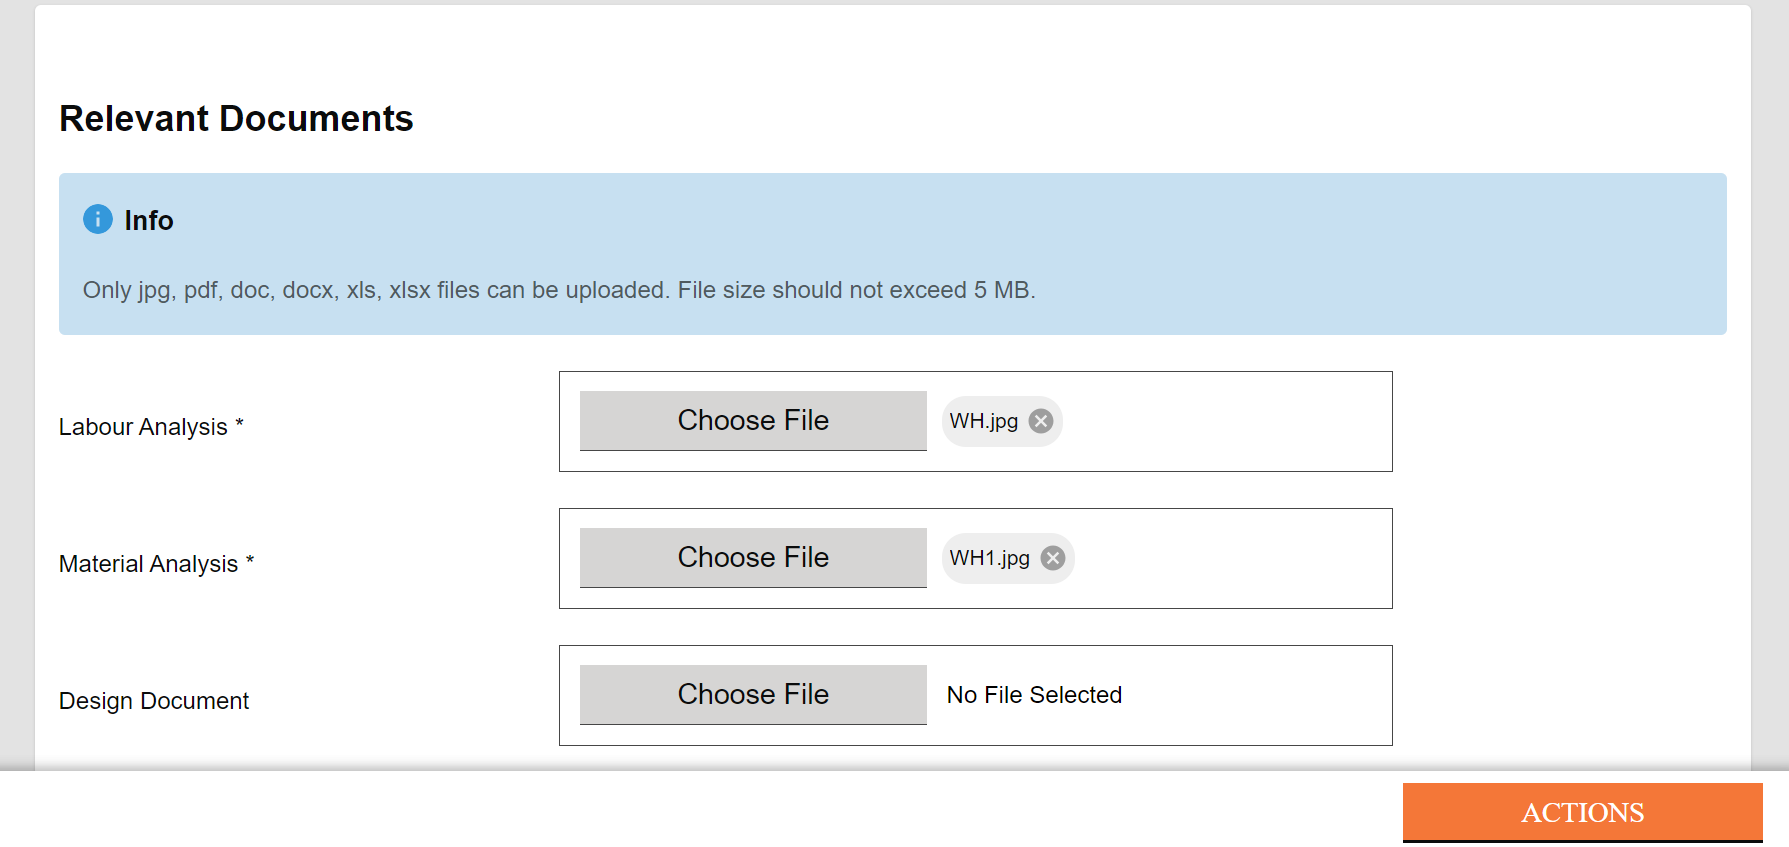 Relevant Documents
Info
Only jpg, pdf, doc, docx, xls, xlsx files can be uploaded. File size should not exceed 5 MB.
Labour Analysis *
Choose File
WH.jpg
Material Analysis *
Choose File
WH1.jpg
Design Document
Choose File
No File Selected
ACTIONS